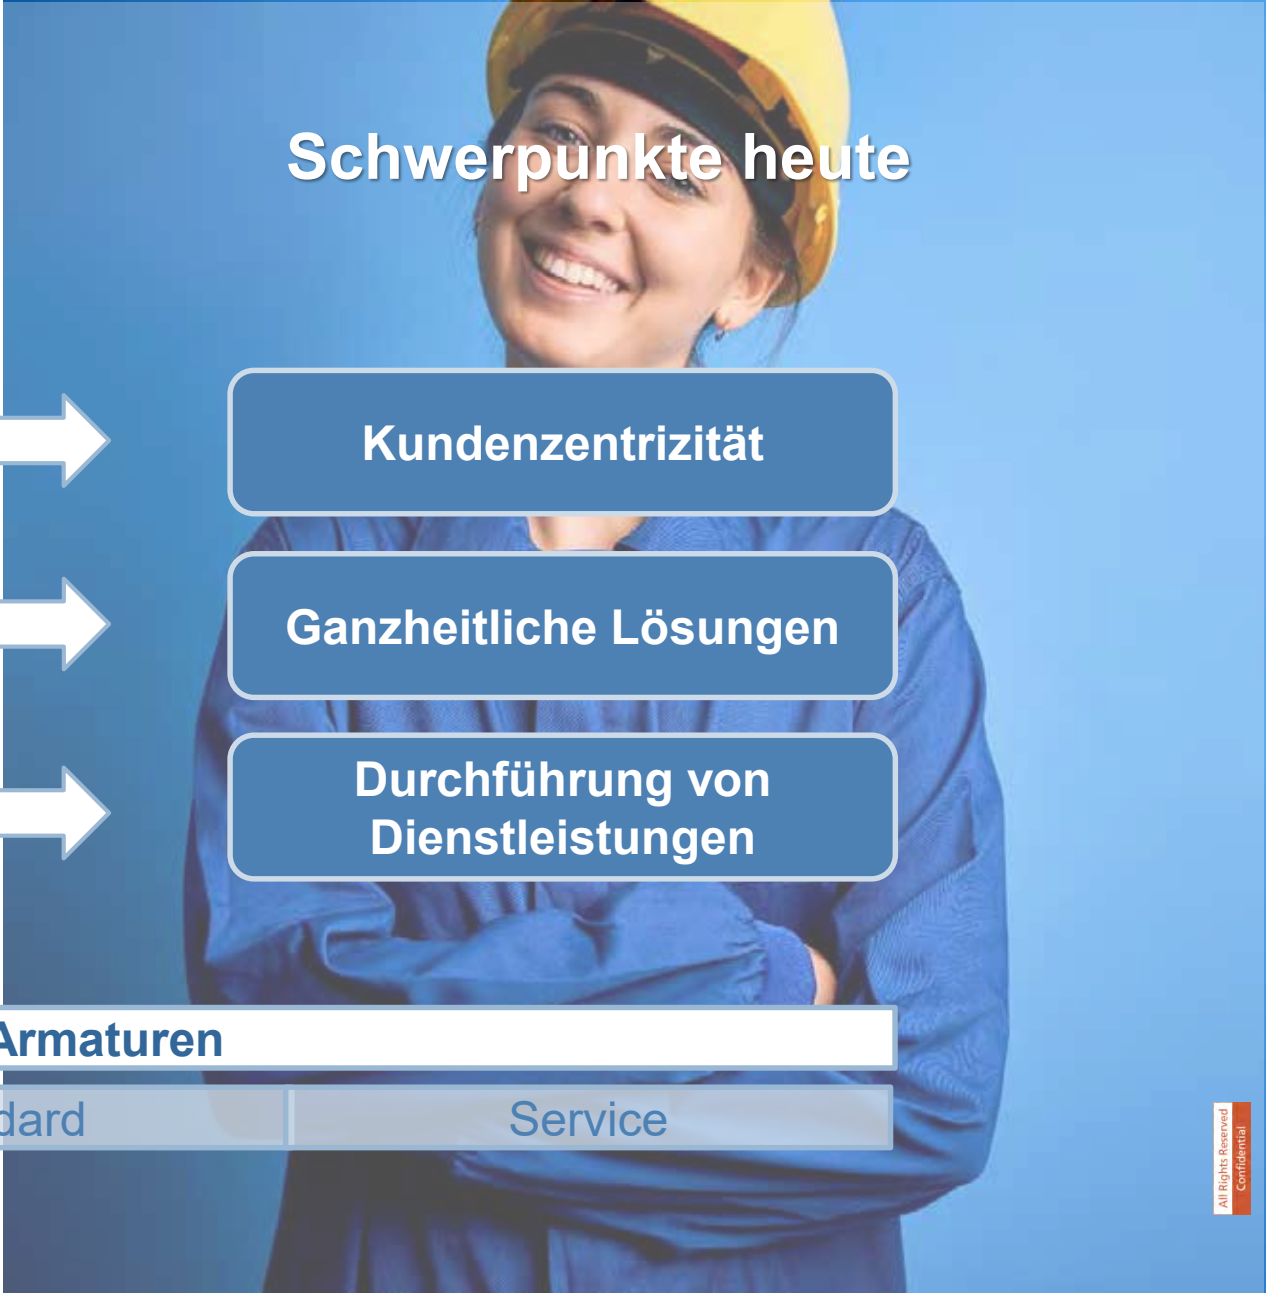 Schwerpunkte heute
Kundenzentrizität
Ganzheitliche Lösungen
Durchführung von
Dienstleistungen
Armaturen
dard
Service
All Rights Reserved
Confidential